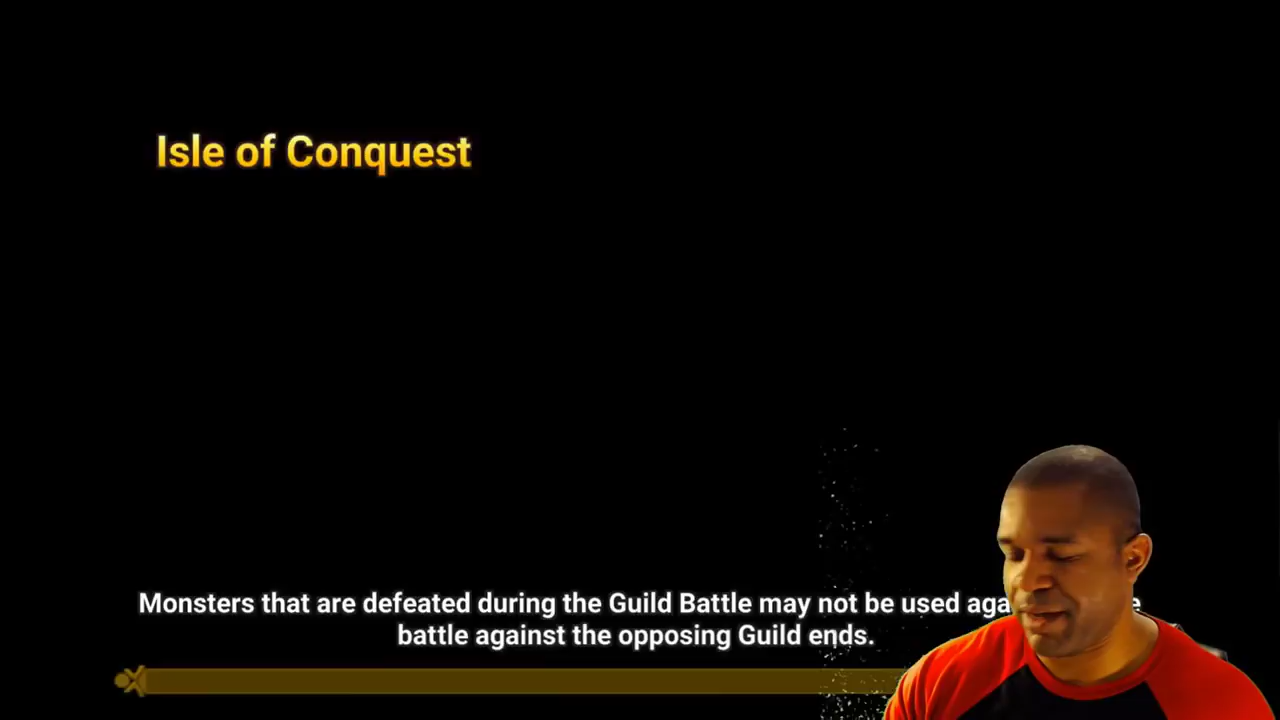 Isle of Conquest
Monsters that are defeated during the Guild Battle may not be used
battle against the opposing Guild ends.